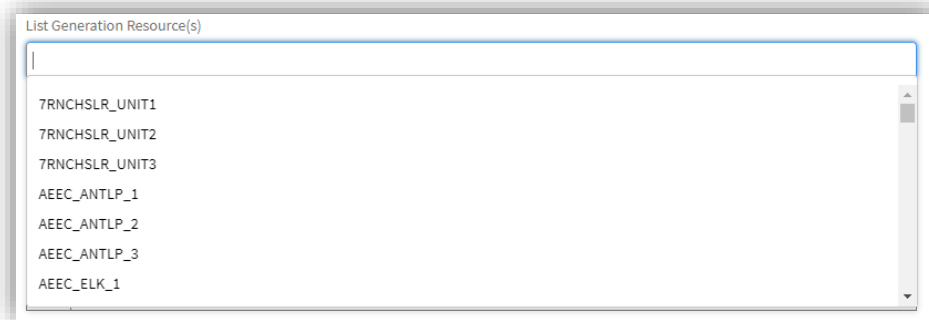 List Generation Resource(s)
7RNCHSLR_UNIT1
7RNCHSLR_UNIT2
7RNCHSLR_UNIT3
AEEC_ANTLP_1
AEEC_ANTLP_2
AEEC_ANTLP_3
AEEC_ELK_1